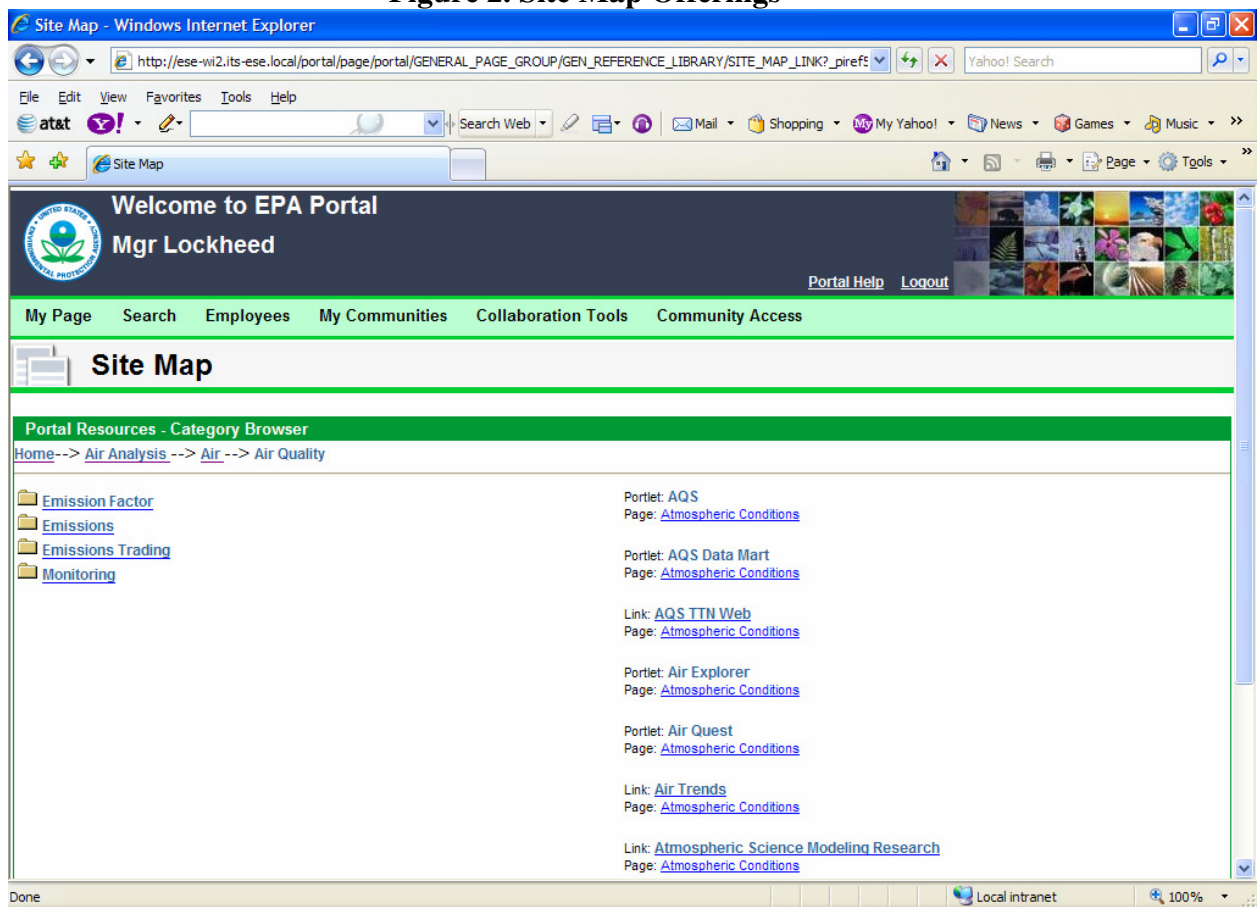 Figure 2. Site Map Offerings
Site Map - Windows Internet Explorer
http://ese-wi2.its-ese.local/portal/page/portal/GENERAL_PAGE_GROUP/GEN_REFERENCE_LIBRARY/SITE_MAP_LINK?_piref5
Yahoo! Search
File Edit View Favorites Tools Help
at&t Y! Search Web Mail Shopping My My Yahoo! News Games Music »
Site Map Page Tools »
UNITED STATES
Welcome to EPA Portal
Mgr Lockheed
Portal Help Logout
My Page Search Employees My Communities Collaboration Tools Community Access
Site Map
Portal Resources - Category Browser
Home--> Air Analysis --> Air --> Air Quality
Emission Factor
Emissions
Emissions Trading
Monitoring
Portlet: AQS
Page: Atmospheric Conditions
Portlet: AQS Data Mart
Page: Atmospheric Conditions
Link: AQS TTN Web
Page: Atmospheric Conditions
Portlet: Air Explorer
Page: Atmospheric Conditions
Portlet: Air Quest
Page: Atmospheric Conditions
Link: Air Trends
Page: Atmospheric Conditions
Link: Atmospheric Science Modeling Research
Page: Atmospheric Conditions
Done Local intranet 100%